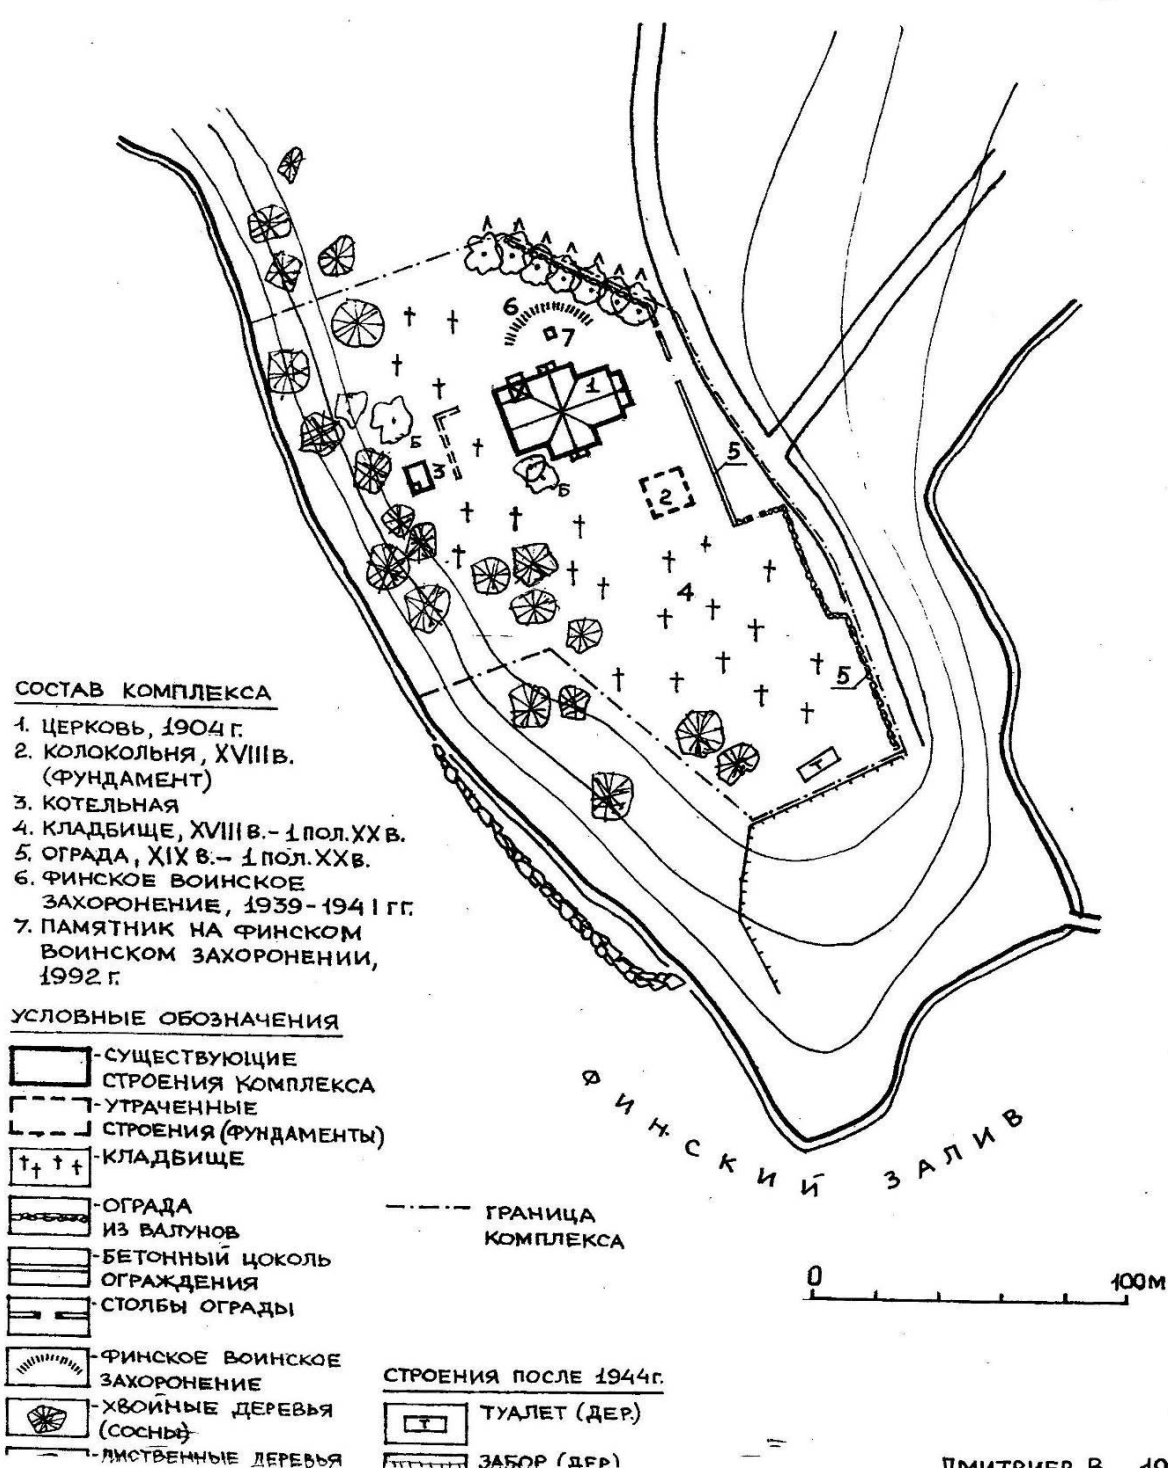 6
7
1
Б
3
5
Б
2
4
5
Т
СОСТАВ КОМПЛЕКСА
1. ЦЕРКОВЬ, 1904 г.
2. КОЛОКОЛЬНЯ, XVIII в.
(ФУНДАМЕНТ)
3. КОТЕЛЬНАЯ
4. КЛАДБИЩЕ, XVIII в.– 1 ПОЛ. XX в.
5. ОГРАДА, XIX в.– 1 ПОЛ. XX в.
6. ФИНСКОЕ ВОИНСКОЕ
ЗАХОРОНЕНИЕ, 1939-1941 гг.
7. ПАМЯТНИК НА ФИНСКОМ
ВОИНСКОМ ЗАХОРОНЕНИИ,
1992 г.
УСЛОВНЫЕ ОБОЗНАЧЕНИЯ
-СУЩЕСТВУЮЩИЕ
СТРОЕНИЯ КОМПЛЕКСА
-УТРАЧЕННЫЕ
СТРОЕНИЯ (ФУНДАМЕНТЫ)
-КЛАДБИЩЕ
-ОГРАДА
ИЗ ВАЛУНОВ
-БЕТОННЫЙ ЦОКОЛЬ
ОГРАЖДЕНИЯ
-СТОЛБЫ ОГРАДЫ
-ФИНСКОЕ ВОИНСКОЕ
ЗАХОРОНЕНИЕ
-ХВОЙНЫЕ ДЕРЕВЬЯ
(СОСНЫ)
-ЛИСТВЕННЫЕ ДЕРЕВЬЯ
ФИНСКИЙ ЗАЛИВ
ГРАНИЦА
КОМПЛЕКСА
0 100 М
СТРОЕНИЯ ПОСЛЕ 1944 г.
Т ТУАЛЕТ (ДЕР.)
ЗАБОР (ДЕР)
ДМИТРИЕВ В. 19